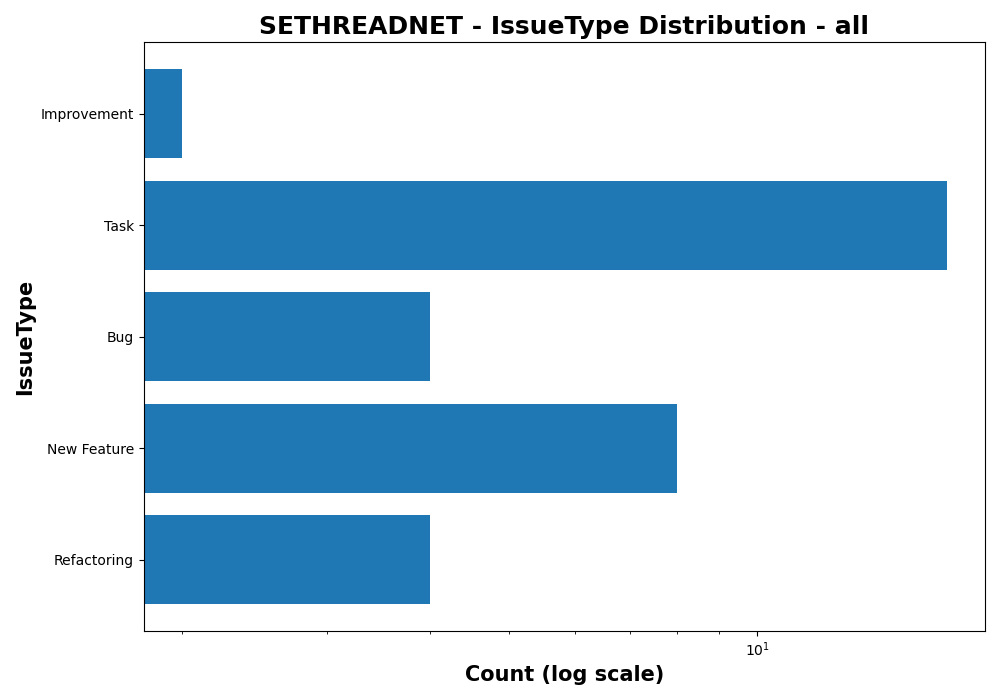 SETHREADNET - IssueType Distribution - all
IssueType
Improvement
Task
Bug
New Feature
Refactoring
10¹
Count (log scale)